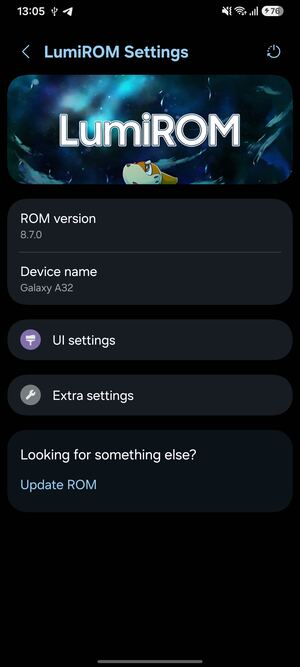 13:05
76
LumiROM Settings
LumiROM
ROM version
8.7.0
Device name
Galaxy A32
UI settings
Extra settings
Looking for something else?
Update ROM